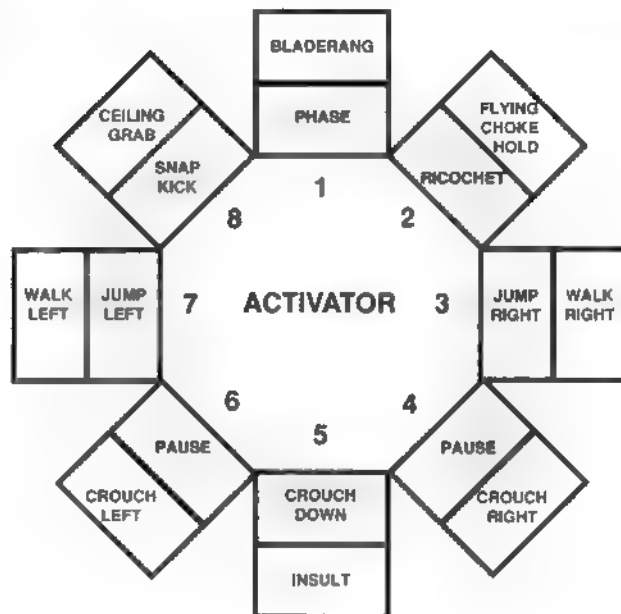 BLADERANG
PHASE
1
FLYING
CHOKE
HOLD
RICOCHET
2
CEILING
GRAB
SNAP
KICK
8
WALK
LEFT
JUMP
LEFT
7
ACTIVATOR
3
JUMP
RIGHT
WALK
RIGHT
6
PAUSE
CROUCH
LEFT
5
CROUCH
DOWN
INSULT
4
PAUSE
CROUCH
RIGHT